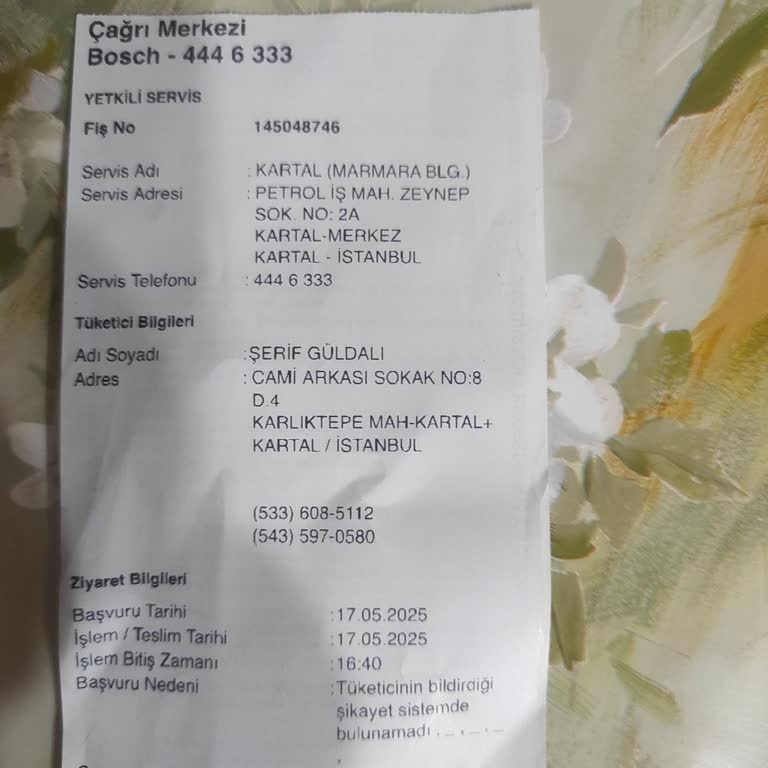 Çağrı Merkezi
Bosch - 444 6 333
YETKİLİ SERVİS
Fiş No 145048746
Servis Adı : KARTAL (MARMARA BLG.)
Servis Adresi : PETROL İŞ MAH. ZEYNEP
SOK. NO: 2A
KARTAL-MERKEZ
KARTAL - İSTANBUL
Servis Telefonu : 444 6 333
Tüketici Bilgileri
Adı Soyadı :ŞERİF GÜLDALI
Adres : CAMİ ARKASI SOKAK NO:8
D.4
KARLIKTEPE MAH-KARTAL+
KARTAL / İSTANBUL
(533) 608-5112
(543) 597-0580
Ziyaret Bilgileri
Başvuru Tarihi :17.05.2025
İşlem / Teslim Tarihi :17.05.2025
İşlem Bitiş Zamanı :16:40
Başvuru Nedeni :Tüketicinin bildirdiği
şikayet sistemde
bulunamadı